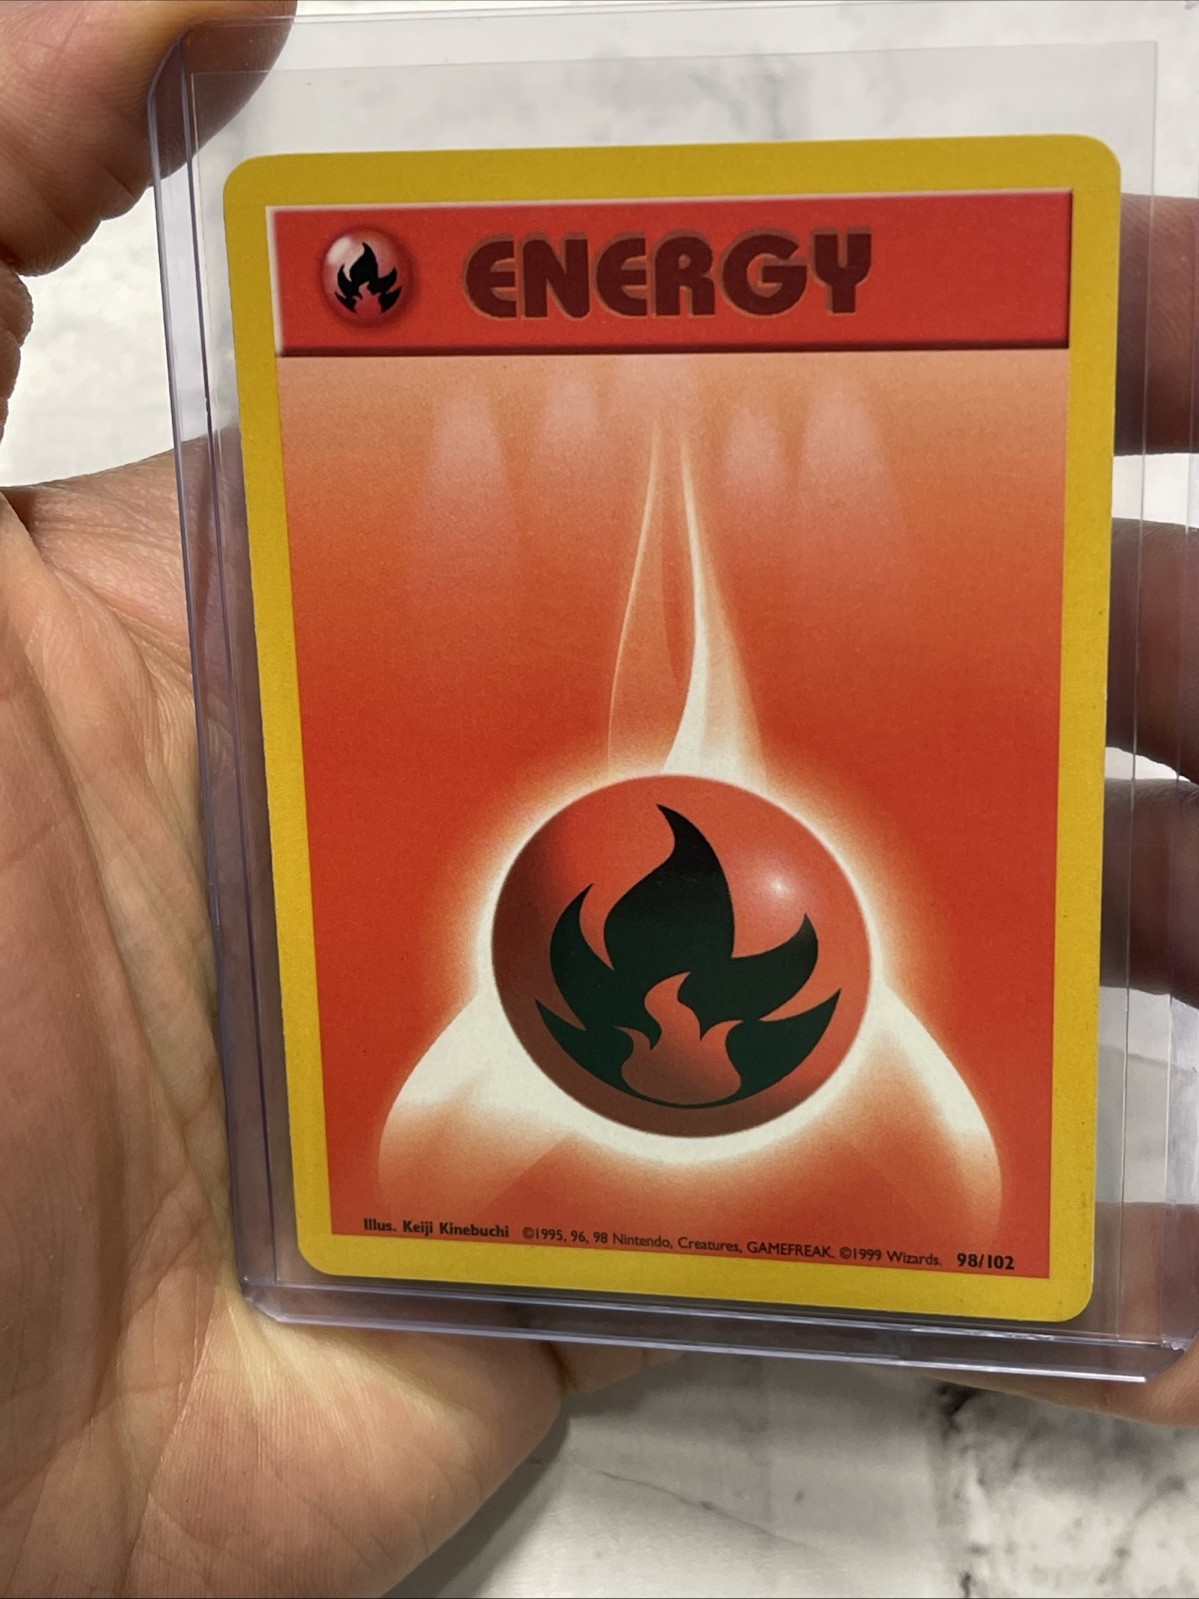 ENERGY
Illus. Keiji Kinebuchi ©1995, 96, 98 Nintendo, Creatures, GAMEFREAK. ©1999 Wizards. 98/102